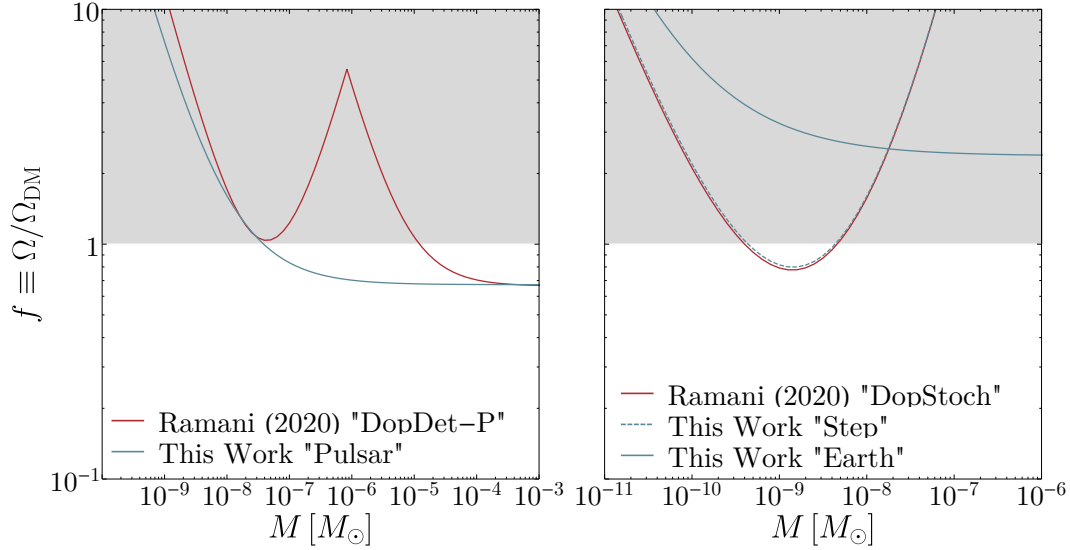 f ≡ Ω/Ω_DM
10
1
10⁻¹
10⁻⁹ 10⁻⁸ 10⁻⁷ 10⁻⁶ 10⁻⁵ 10⁻⁴ 10⁻³
M [M_⊙]
Ramani (2020) "DopDet−P"
This Work "Pulsar"
10⁻¹¹ 10⁻¹⁰ 10⁻⁹ 10⁻⁸ 10⁻⁷ 10⁻⁶
M [M_⊙]
Ramani (2020) "DopStoch"
This Work "Step"
This Work "Earth"